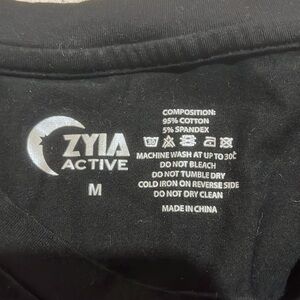 ZYIA
ACTIVE
M
COMPOSITION:
95% COTTON
5% SPANDEX
MACHINE WASH AT UP TO 30C
DO NOT BLEACH
DO NOT TUMBLE DRY
COLD IRON ON REVERSE SIDE
DO NOT DRY CLEAN
MADE IN CHINA